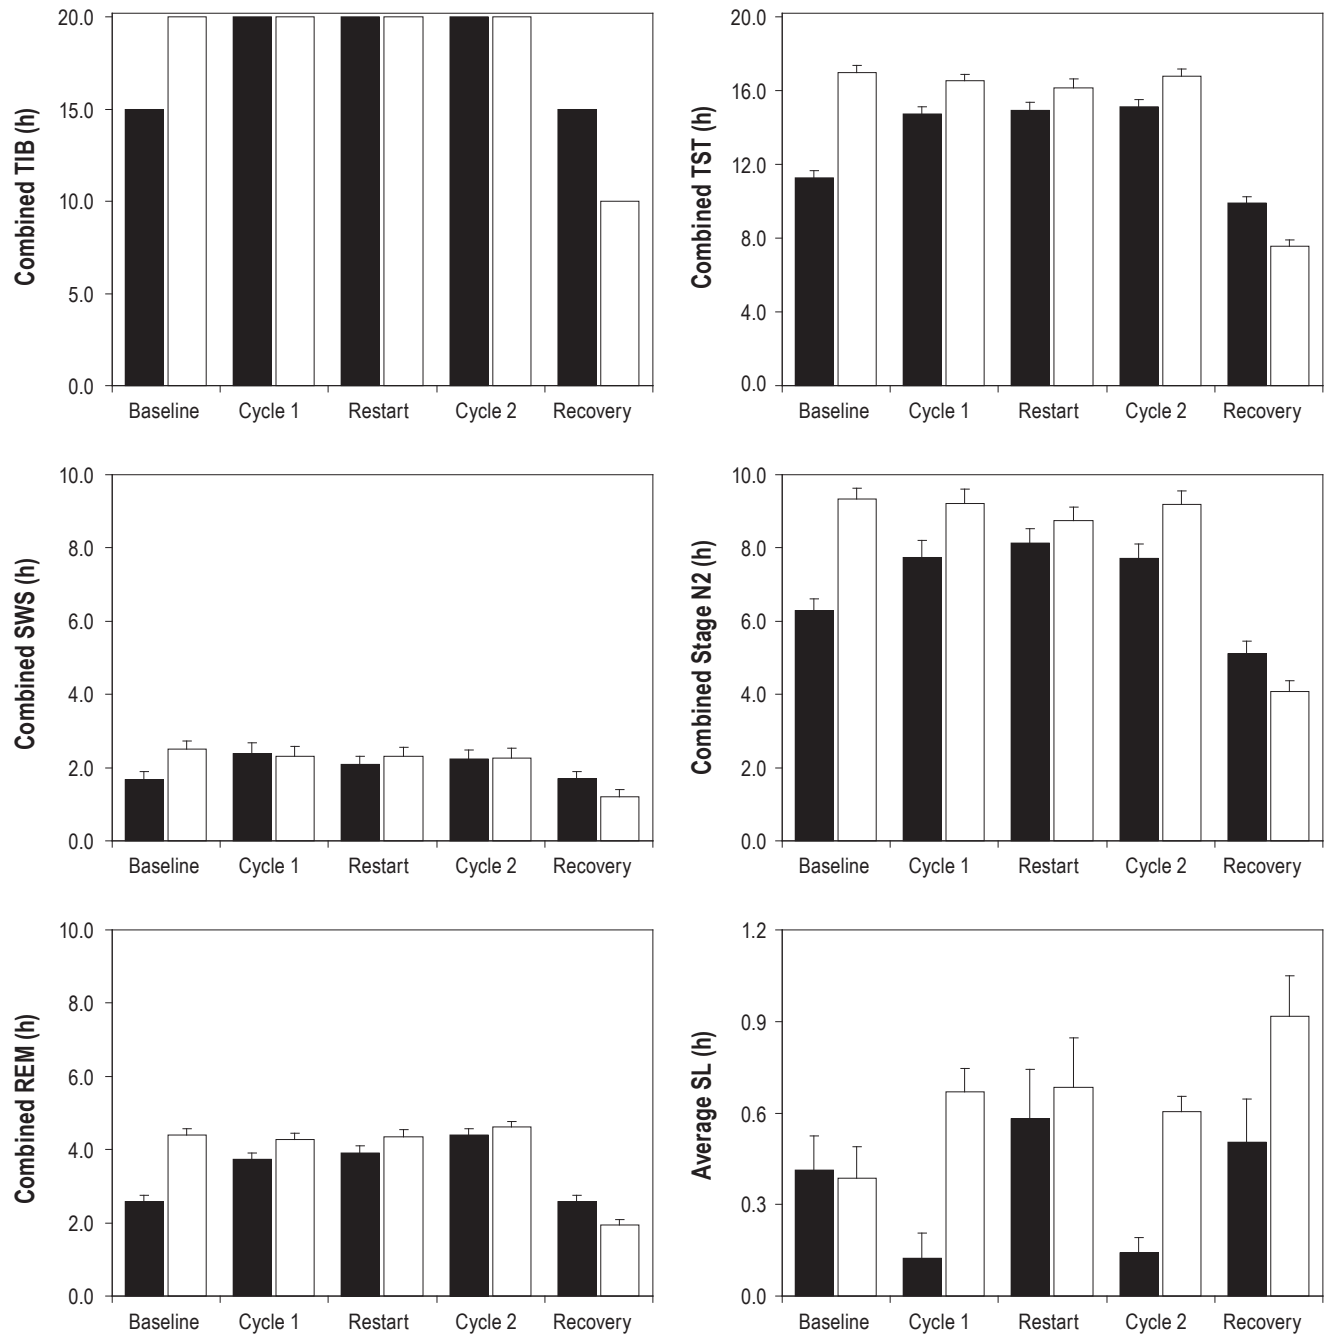 Combined TIB (h)
20.0
15.0
10.0
5.0
0.0
Baseline Cycle 1 Restart Cycle 2 Recovery
Combined TST (h)
20.0
16.0
12.0
8.0
4.0
0.0
Baseline Cycle 1 Restart Cycle 2 Recovery
Combined SWS (h)
10.0
8.0
6.0
4.0
2.0
0.0
Baseline Cycle 1 Restart Cycle 2 Recovery
Combined Stage N2 (h)
10.0
8.0
6.0
4.0
2.0
0.0
Baseline Cycle 1 Restart Cycle 2 Recovery
Combined REM (h)
10.0
8.0
6.0
4.0
2.0
0.0
Baseline Cycle 1 Restart Cycle 2 Recovery
Average SL (h)
1.2
0.9
0.6
0.3
0.0
Baseline Cycle 1 Restart Cycle 2 Recovery